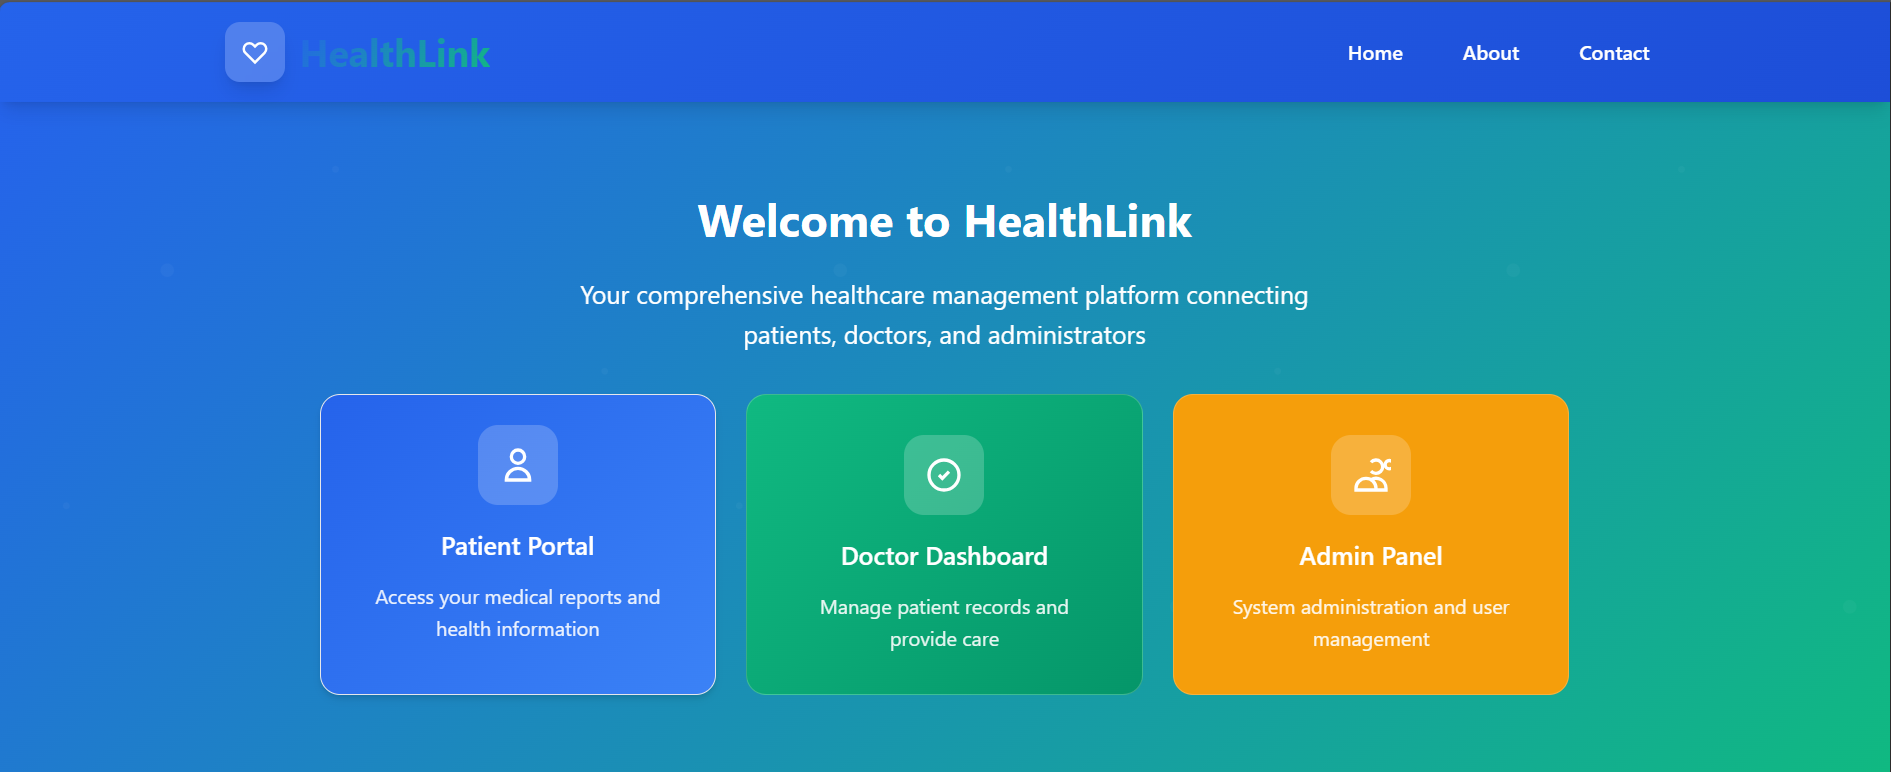 HealthLink
Home
About
Contact
Welcome to HealthLink
Your comprehensive healthcare management platform connecting
patients, doctors, and administrators
Patient Portal
Access your medical reports and
health information
Doctor Dashboard
Manage patient records and
provide care
Admin Panel
System administration and user
management